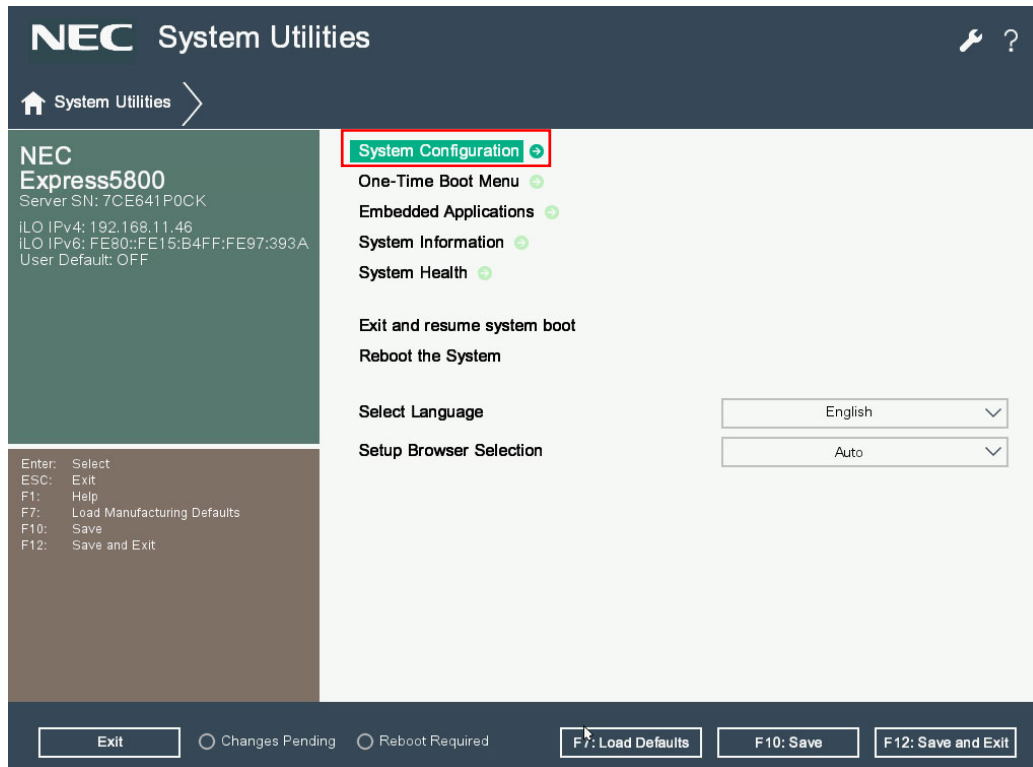 NEC System Utilities
?
System Utilities
NEC
Express5800
Server SN: 7CE641P0CK
iLO IPv4: 192.168.11.46
iLO IPv6: FE80::FE15:B4FF:FE97:393A
User Default: OFF
System Configuration
One-Time Boot Menu
Embedded Applications
System Information
System Health
Exit and resume system boot
Reboot the System
Select Language English
Setup Browser Selection Auto
Enter: Select
ESC: Exit
F1: Help
F7: Load Manufacturing Defaults
F10: Save
F12: Save and Exit
Exit Changes Pending Reboot Required F7: Load Defaults F10: Save F12: Save and Exit